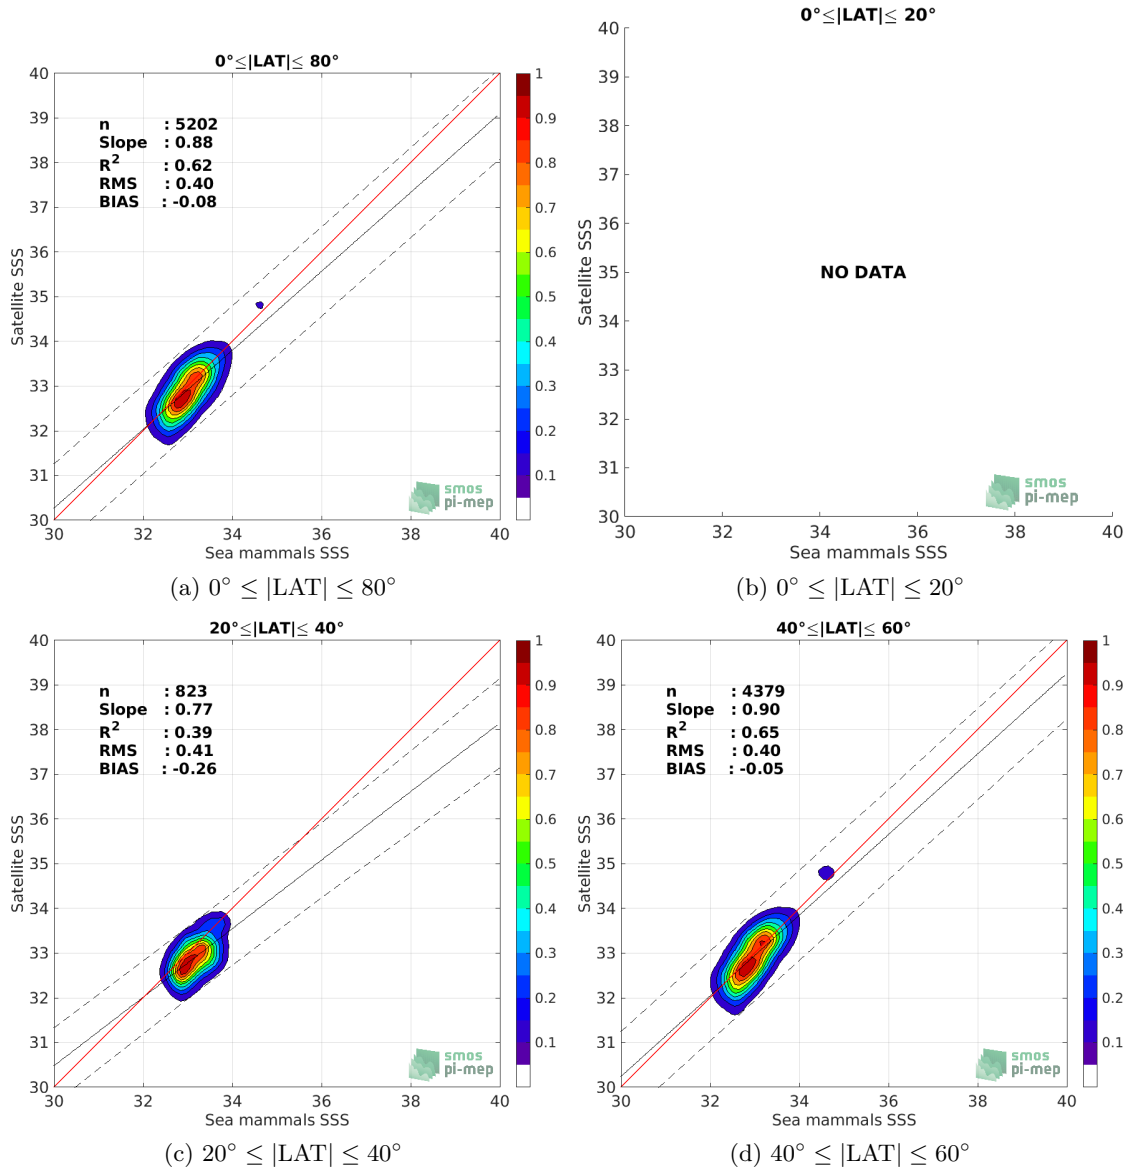 0°≤|LAT|≤ 80°
n : 5202
Slope : 0.88
R² : 0.62
RMS : 0.40
BIAS : -0.08
40
39
38
37
36
35
34
33
32
31
30
30 32 34 36 38 40
Satellite SSS
Sea mammals SSS
1
0.9
0.8
0.7
0.6
0.5
0.4
0.3
0.2
0.1
smos
pi-mep
(a) 0° ≤ |LAT| ≤ 80°
0°≤|LAT|≤ 20°
40
39
38
37
36
35
34
33
32
31
30
30 32 34 36 38 40
Satellite SSS
Sea mammals SSS
NO DATA
smos
pi-mep
(b) 0° ≤ |LAT| ≤ 20°
20°≤|LAT|≤ 40°
n : 823
Slope : 0.77
R² : 0.39
RMS : 0.41
BIAS : -0.26
40
39
38
37
36
35
34
33
32
31
30
30 32 34 36 38 40
Satellite SSS
Sea mammals SSS
1
0.9
0.8
0.7
0.6
0.5
0.4
0.3
0.2
0.1
smos
pi-mep
(c) 20° ≤ |LAT| ≤ 40°
40°≤|LAT|≤ 60°
n : 4379
Slope : 0.90
R² : 0.65
RMS : 0.40
BIAS : -0.05
40
39
38
37
36
35
34
33
32
31
30
30 32 34 36 38 40
Satellite SSS
Sea mammals SSS
1
0.9
0.8
0.7
0.6
0.5
0.4
0.3
0.2
0.1
smos
pi-mep
(d) 40° ≤ |LAT| ≤ 60°